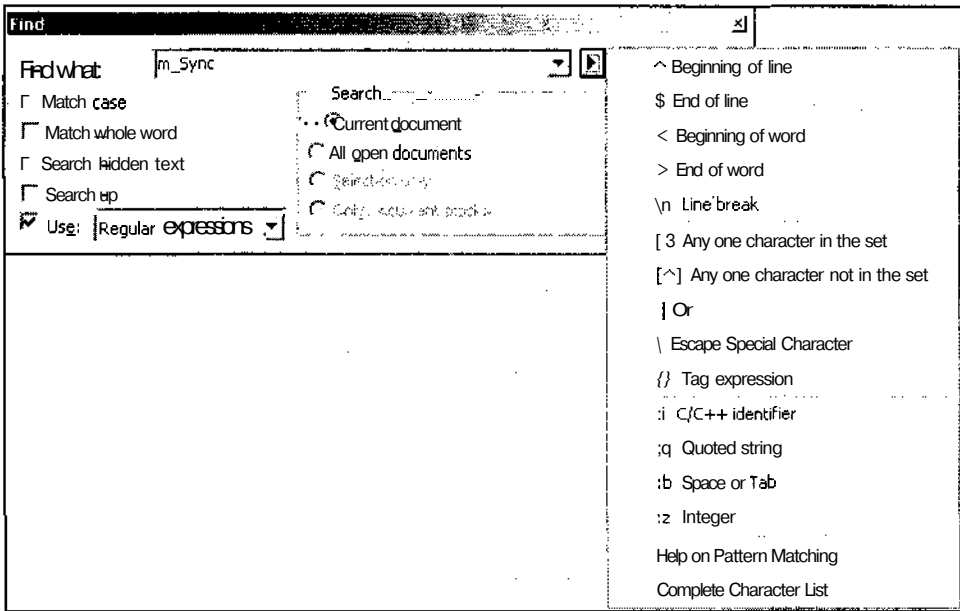 Find
Find what:
m_Sync
Match case
Match whole word
Search hidden text
Search up
Use: Regular expressions
Search
Current document
All open documents
^ Beginning of line
$ End of line
< Beginning of word
> End of word
\n Line break
[ 3 Any one character in the set
[^] Any one character not in the set
| Or
\ Escape Special Character
{} Tag expression
:i C/C++ identifier
;q Quoted string
:b Space or Tab
:z Integer
Help on Pattern Matching
Complete Character List